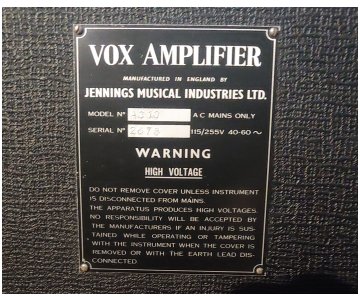 VOX AMPLIFIER
MANUFACTURED IN ENGLAND BY
JENNINGS MUSICAL INDUSTRIES LTD.
MODEL Nº A C MAINS ONLY
SERIAL Nº 2678 115/255V 40-60~
WARNING
HIGH VOLTAGE
DO NOT REMOVE COVER UNLESS INSTRUMENT
IS DISCONNECTED FROM MAINS.
THE APPARATUS PRODUCES HIGH VOLTAGES.
NO RESPONSIBILITY WILL BE ACCEPTED BY
THE MANUFACTURERS IF AN INJURY IS SUS-
TAINED WHILE OPERATING OR TAMPERING
WITH THE INSTRUMENT WHEN THE COVER IS
REMOVED OR WITH THE EARTH LEAD DIS-
CONNECTED.